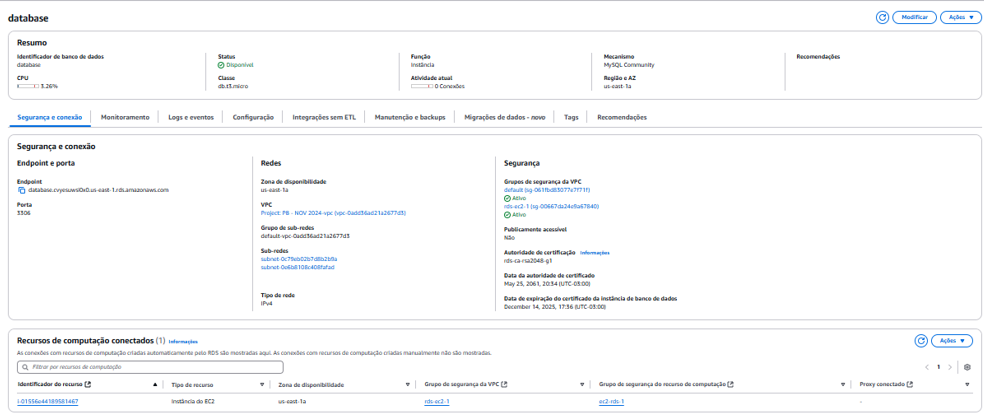 database
Modificar
Ações ▼
Resumo
Identificador de banco de dados
database
Status
Disponível
Função
Instância
Mecanismo
MySQL Community
Recomendações
CPU
3.26%
Classe
db.t3.micro
Atividade atual
0 Conexões
Região e AZ
us-east-1a
Segurança e conexão
Monitoramento
Logs e eventos
Configuração
Integrações sem ETL
Manutenção e backups
Migrações de dados - novo
Tags
Recomendações
Segurança e conexão
Endpoint e porta
Endpoint
Porta
3306
Redes
Zona de disponibilidade
us-east-1a
VPC
Project: PB - NOV 2024-vpc (vpc-0add36ad21a2677d3)
Grupo de sub-redes
default-vpc-0add36ad21a2677d3
Sub-redes
subnet-0c79eb02b7d8b2b9a
subnet-0e6b8108c408fafad
Tipo de rede
IPv4
Segurança
Grupos de segurança da VPC
default (sg-061fbd83077e7f71f)
Ativo
rds-ec2-1 (sg-00667da24e9a67840)
Ativo
Publicamente acessível
Não
Autoridade de certificação Informações
rds-ca-rsa2048-g1
Data da autoridade de certificado
May 25, 2061, 20:34 (UTC-03:00)
Data de expiração do certificado da instância de banco de dados
December 14, 2025, 17:36 (UTC-03:00)
Recursos de computação conectados (1) Informações
Ações ▼
As conexões com recursos de computação criadas automaticamente pelo RDS são mostradas aqui. As conexões com recursos de computação criadas manualmente não são mostradas.
Filtrar por recursos de computação
1
Identificador do recurso
Tipo de recurso
Zona de disponibilidade
Grupo de segurança da VPC
Grupo de segurança do recurso de computação
Proxy conectado
i-01556e44189581467
Instância do EC2
us-east-1a
rds-ec2-1
ec2-rds-1
-